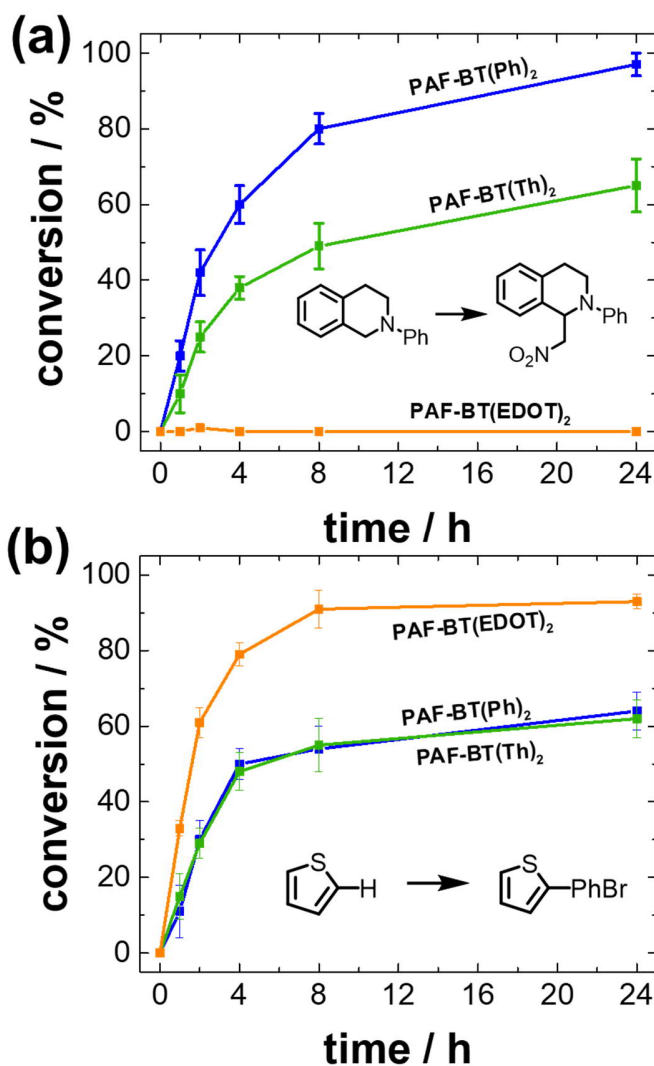 (a)
conversion / %
100
80
60
40
20
0
PAF-BT(Ph)₂
PAF-BT(Th)₂
N
Ph
N
Ph
O₂N
PAF-BT(EDOT)₂
0 4 8 12 16 20 24
time / h
(b)
conversion / %
100
80
60
40
20
0
PAF-BT(EDOT)₂
PAF-BT(Ph)₂
PAF-BT(Th)₂
S
H
S
PhBr
0 4 8 12 16 20 24
time / h